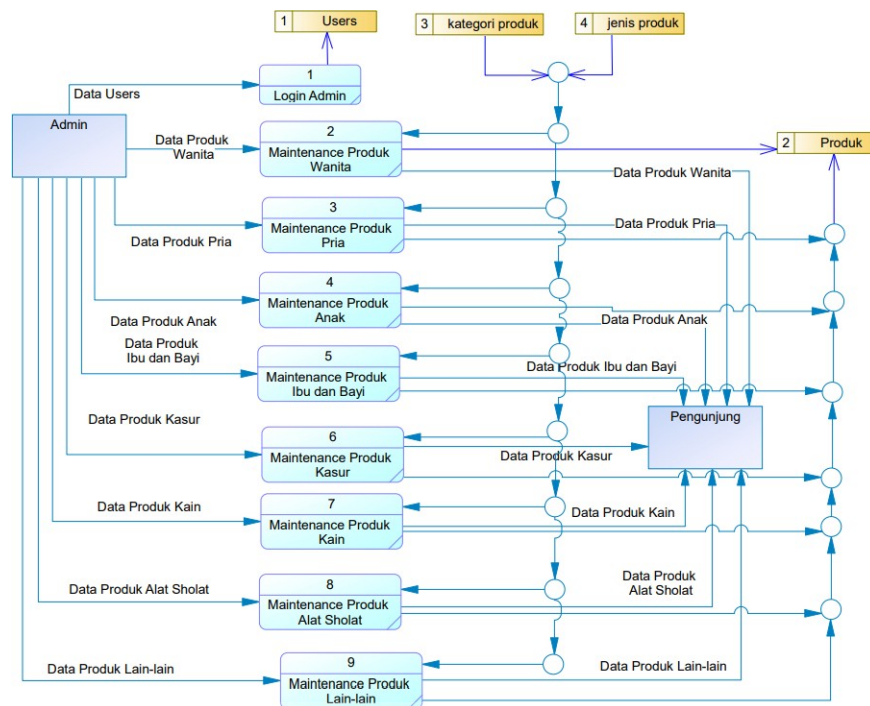 1 Users
3 kategori produk
4 jenis produk
1
Login Admin
Data Users
Admin
Data Produk
Wanita
2
Maintenance Produk
Wanita
2 Produk
Data Produk Wanita
3
Maintenance Produk
Pria
Data Produk Pria
Data Produk Pria
4
Maintenance Produk
Anak
Data Produk Anak
Data Produk Anak
Data Produk
Ibu dan Bayi
5
Maintenance Produk
Ibu dan Bayi
Data Produk Ibu dan Bayi
Pengunjung
Data Produk Kasur
6
Maintenance Produk
Kasur
Data Produk Kasur
Data Produk Kain
7
Maintenance Produk
Kain
Data Produk Kain
Data Produk Alat Sholat
8
Maintenance Produk
Alat Sholat
Data Produk
Alat Sholat
Data Produk Lain-lain
9
Maintenance Produk
Lain-lain
Data Produk Lain-lain